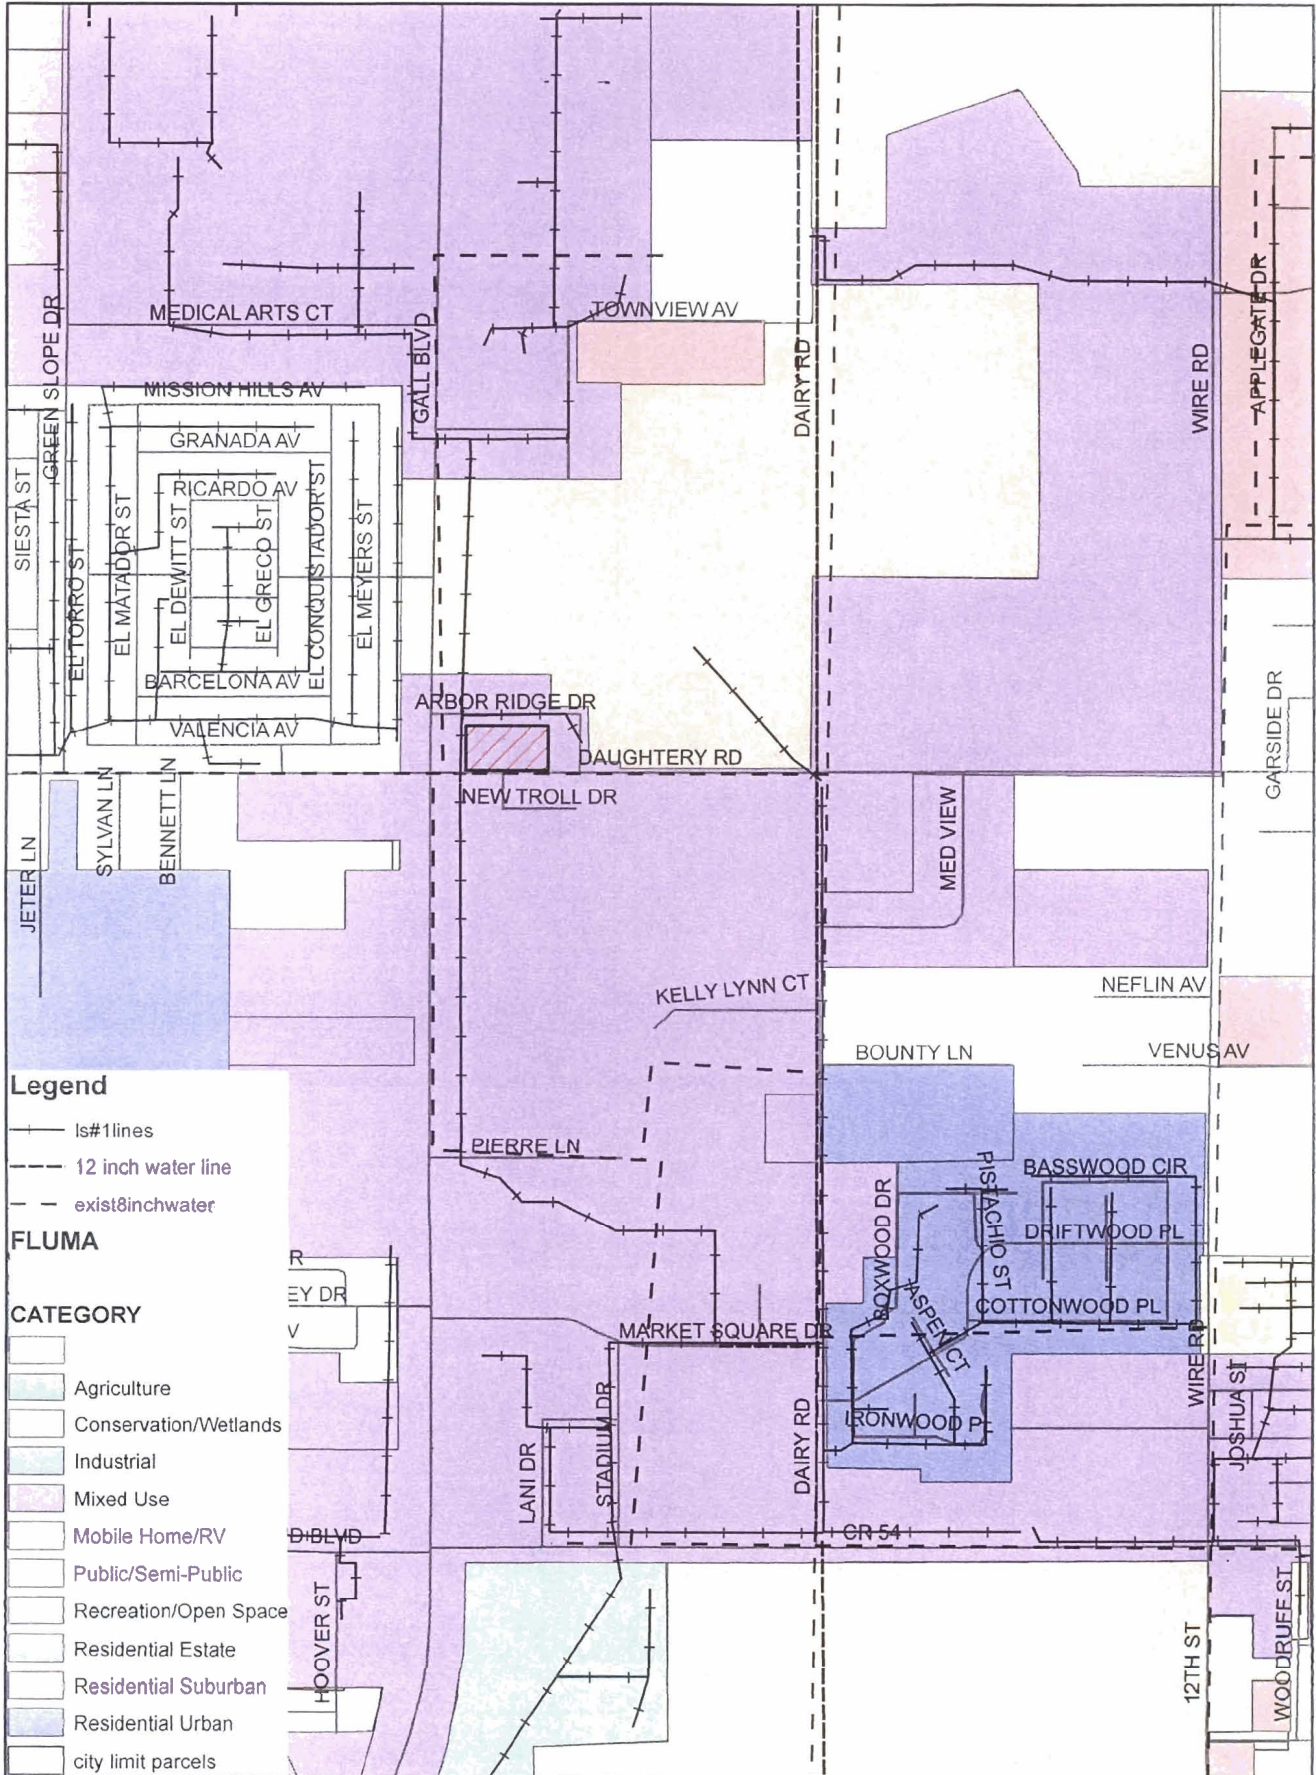 MEDICAL ARTS CT
TOWNVIEW AV
GREEN SLOPE DR
GALL BLVD
DAIRY RD
WIRE RD
APPLEGATE DR
MISSION HILLS AV
GRANADA AV
RICARDO AV
SIESTA ST
EL TORRO ST
EL MATADOR ST
EL DEWITT ST
EL GRECO ST
EL CONQUISTADOR ST
EL MEYERS ST
BARCELONA AV
VALENCIA AV
ARBOR RIDGE DR
DAUGHTERY RD
NEW TROLL DR
GARSIDE DR
JETER LN
SYLVAN LN
BENNETT LN
MED VIEW
KELLY LYNN CT
NEFLIN AV
BOUNTY LN
VENUS AV
PIERRE LN
BASSWOOD CIR
PISTACHIO ST
BOXWOOD DR
DRIFTWOOD PL
ASPEN CT
COTTONWOOD PL
MARKET SQUARE DR
WIRE RD
JOSHUA ST
IRONWOOD P
STADIUM DR
LANI DR
DAIRY RD
CR 54
R
EY DR
V
D BLVD
HOOVER ST
12TH ST
WOODRUFF ST
Legend
ls#1lines
12 inch water line
exist8inchwater
FLUMA
CATEGORY
Agriculture
Conservation/Wetlands
Industrial
Mixed Use
Mobile Home/RV
Public/Semi-Public
Recreation/Open Space
Residential Estate
Residential Suburban
Residential Urban
city limit parcels